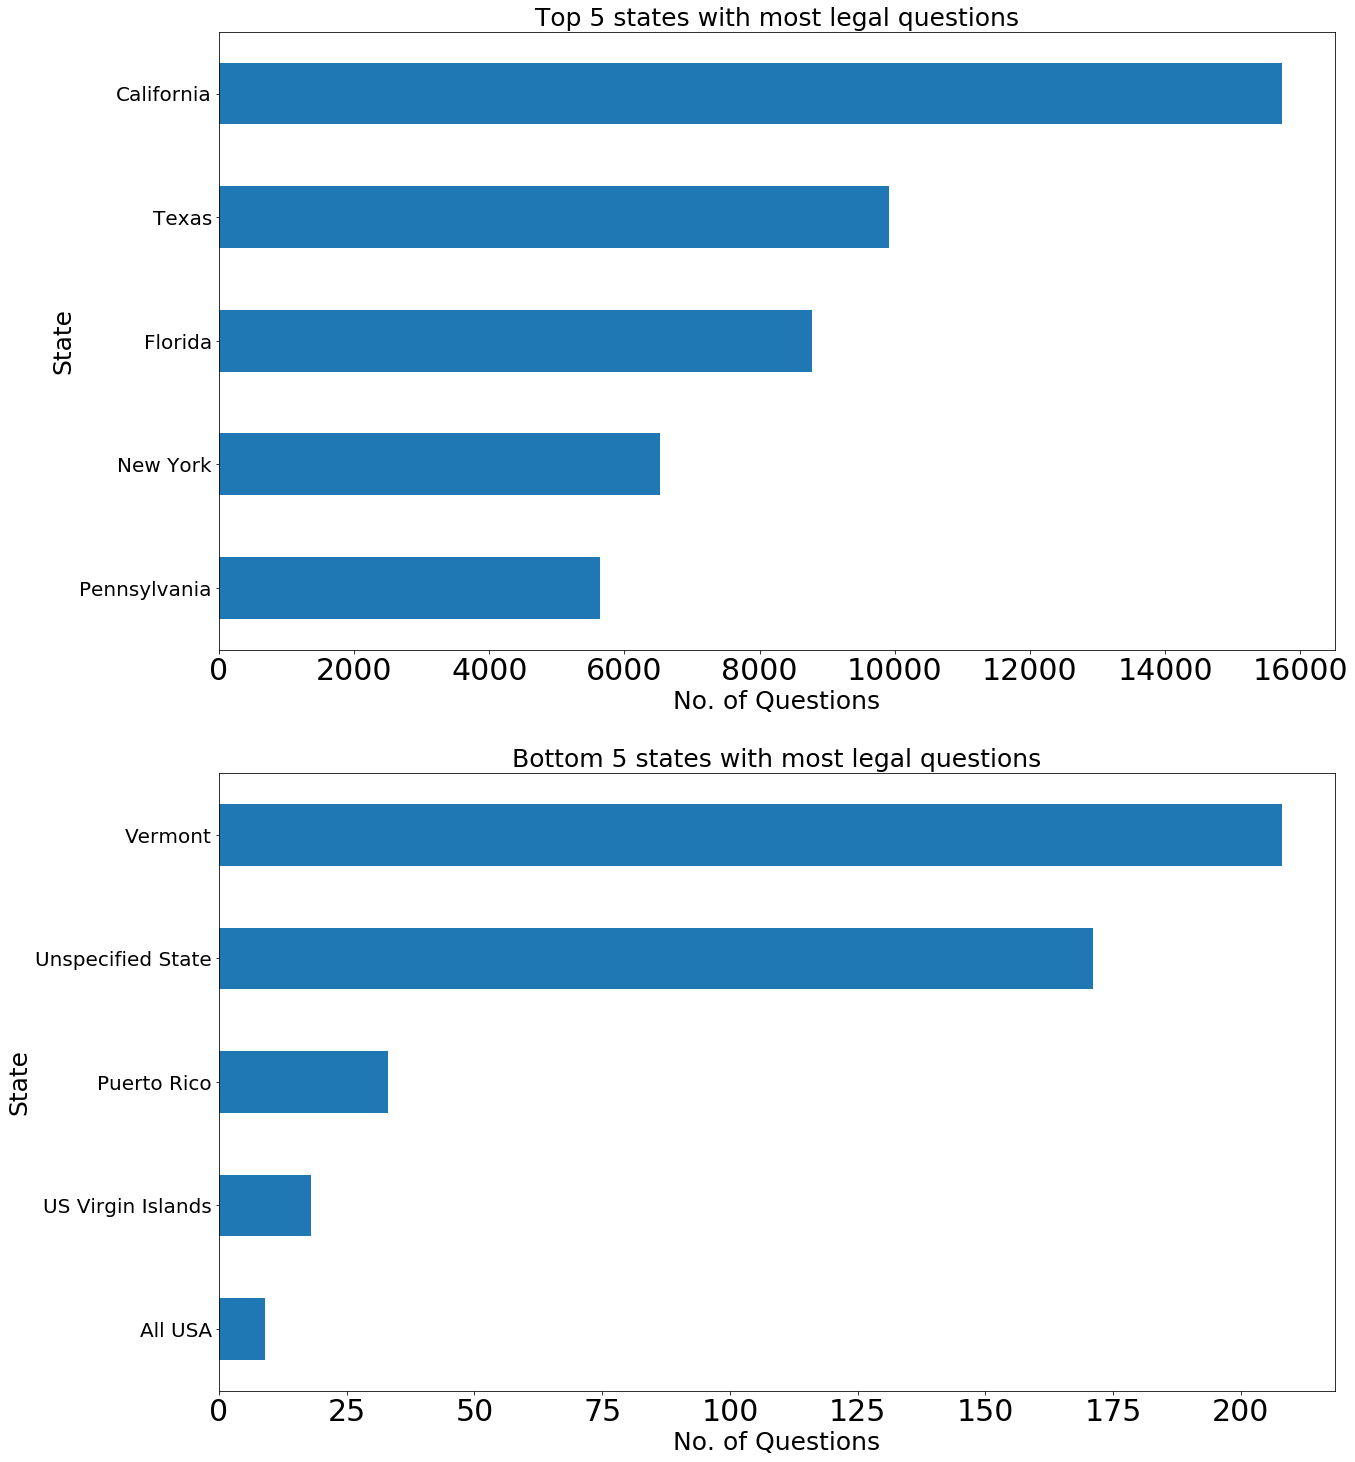 Top 5 states with most legal questions
California
Texas
Florida
New York
Pennsylvania
State
0 2000 4000 6000 8000 10000 12000 14000 16000
No. of Questions
Bottom 5 states with most legal questions
Vermont
Unspecified State
Puerto Rico
US Virgin Islands
All USA
State
0 25 50 75 100 125 150 175 200
No. of Questions